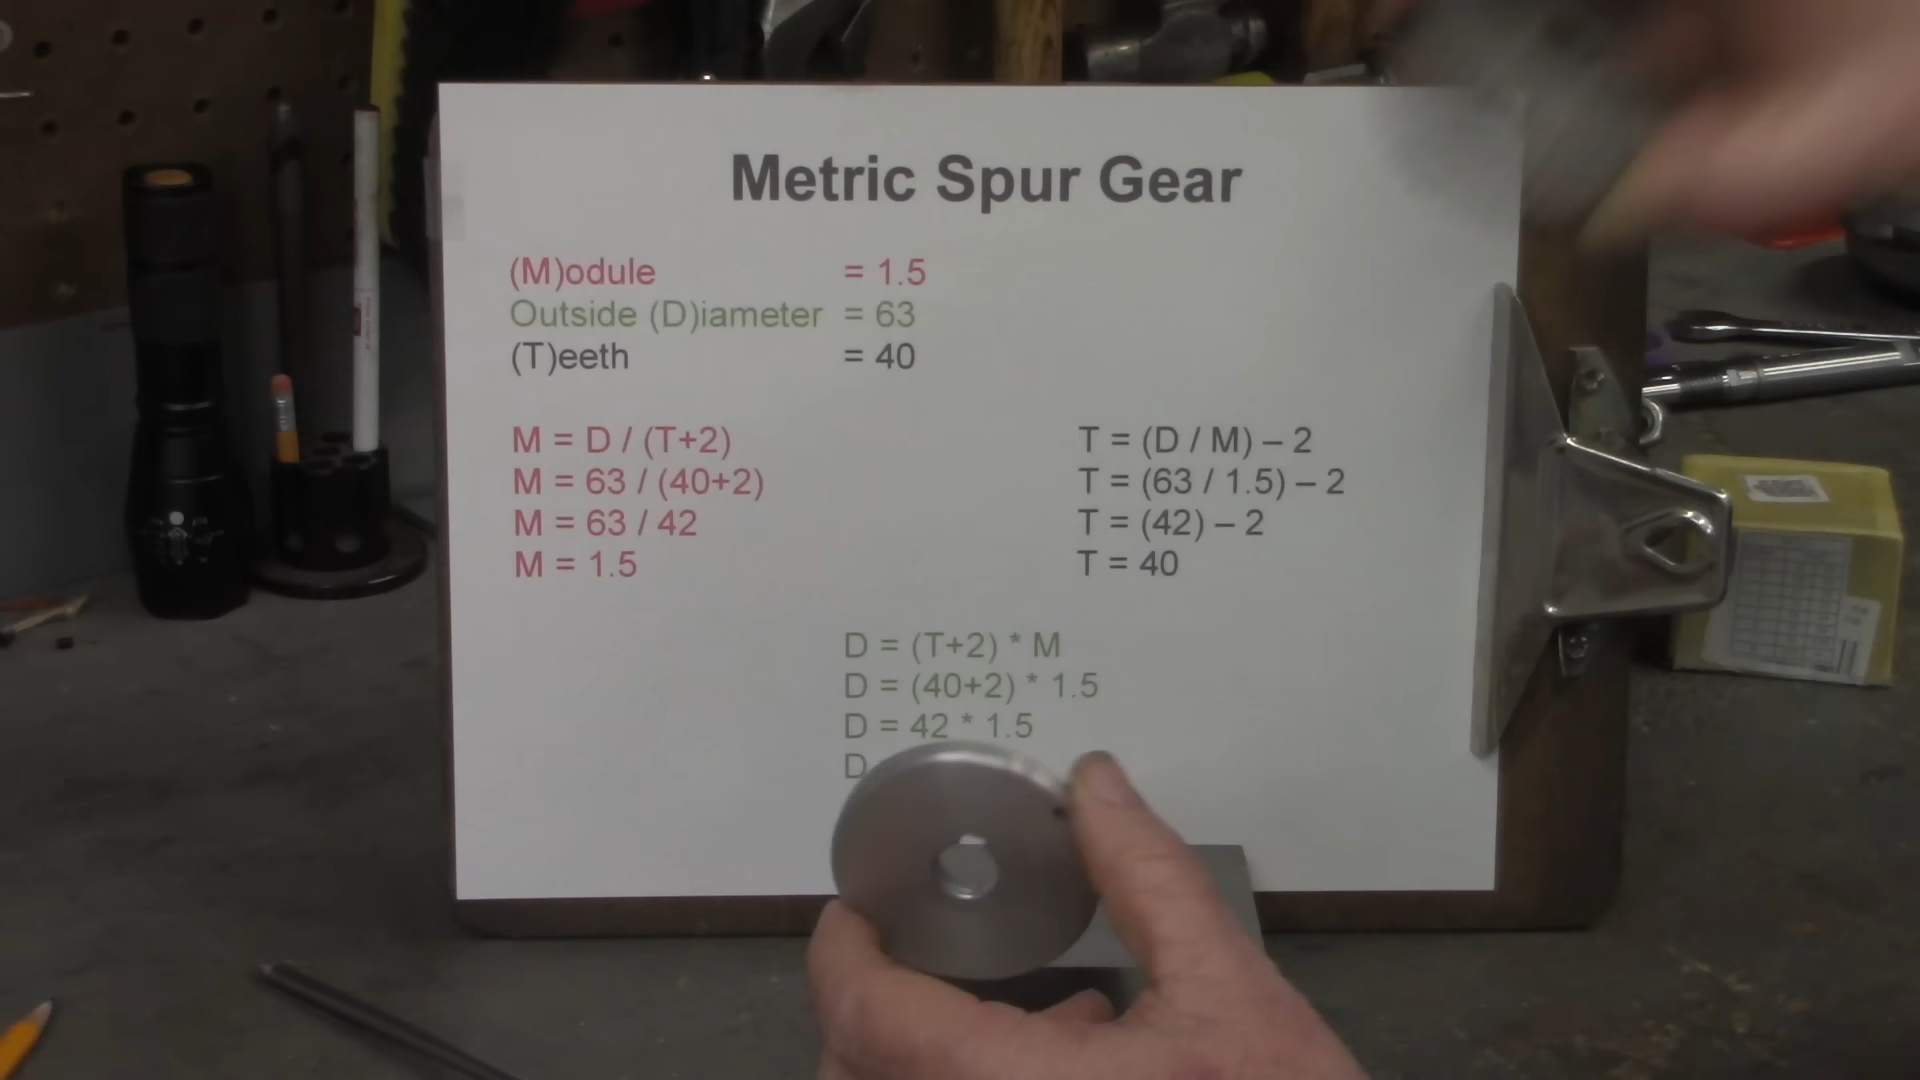 Metric Spur Gear
(M)odule = 1.5
Outside (D)iameter = 63
(T)eeth = 40
M = D / (T+2)
M = 63 / (40+2)
M = 63 / 42
M = 1.5
T = (D / M) – 2
T = (63 / 1.5) – 2
T = (42) – 2
T = 40
D = (T+2) * M
D = (40+2) * 1.5
D = 42 * 1.5
D